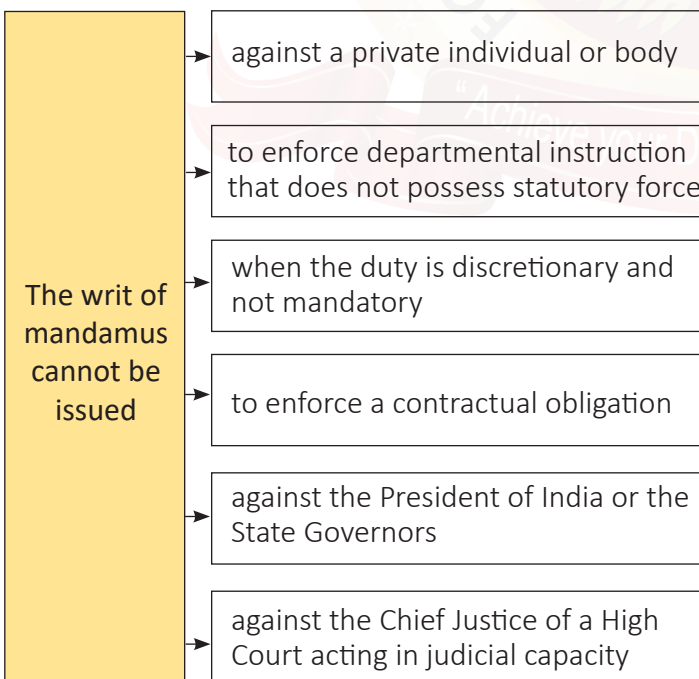 against a private individual or body
to enforce departmental instruction
that does not possess statutory force
when the duty is discretionary and
not mandatory
The writ of
mandamus
cannot be
issued
to enforce a contractual obligation
against the President of India or the
State Governors
against the Chief Justice of a High
Court acting in judicial capacity
"Achieve your D